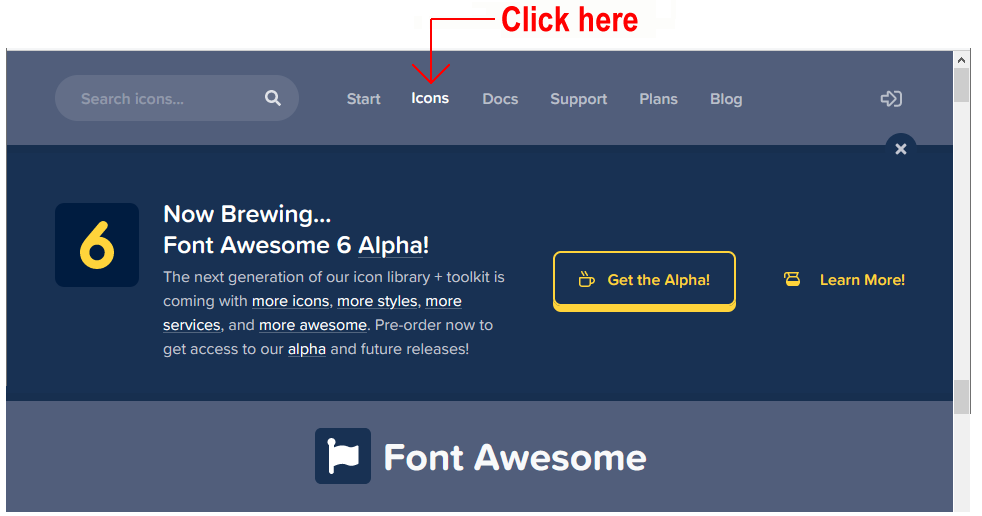 Click here
Search icons...
Start Icons Docs Support Plans Blog
6
Now Brewing...
Font Awesome 6 Alpha!
The next generation of our icon library + toolkit is
coming with more icons, more styles, more
services, and more awesome. Pre-order now to
get access to our alpha and future releases!
Get the Alpha!
Learn More!
Font Awesome